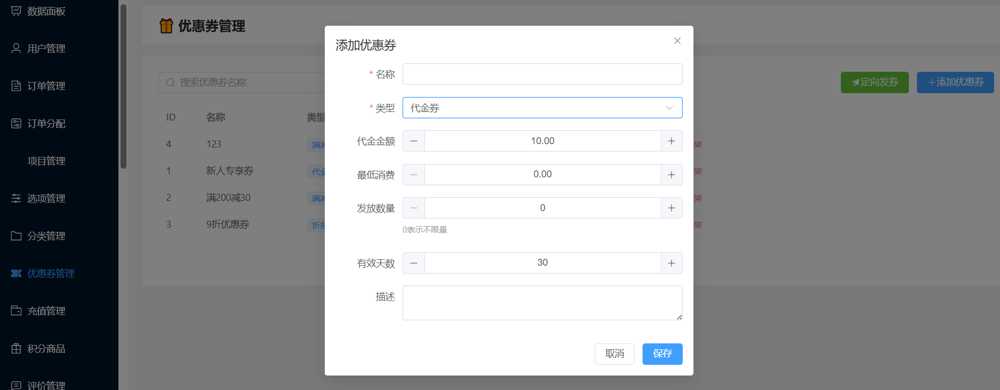 数据面板
用户管理
订单管理
订单分配
项目管理
选项管理
分类管理
优惠券管理
充值管理
积分商品
评价管理
优惠券管理
搜索优惠券名称
定向发券
添加优惠券
ID 名称 类型
4 123 满减 架
1 新人专享券 代金 架
2 满200减30 满减 架
3 9折优惠券 折扣 架
添加优惠券
* 名称
* 类型 代金券
代金金额 10.00
最低消费 0.00
发放数量 0
0表示不限量
有效天数 30
描述
取消 保存